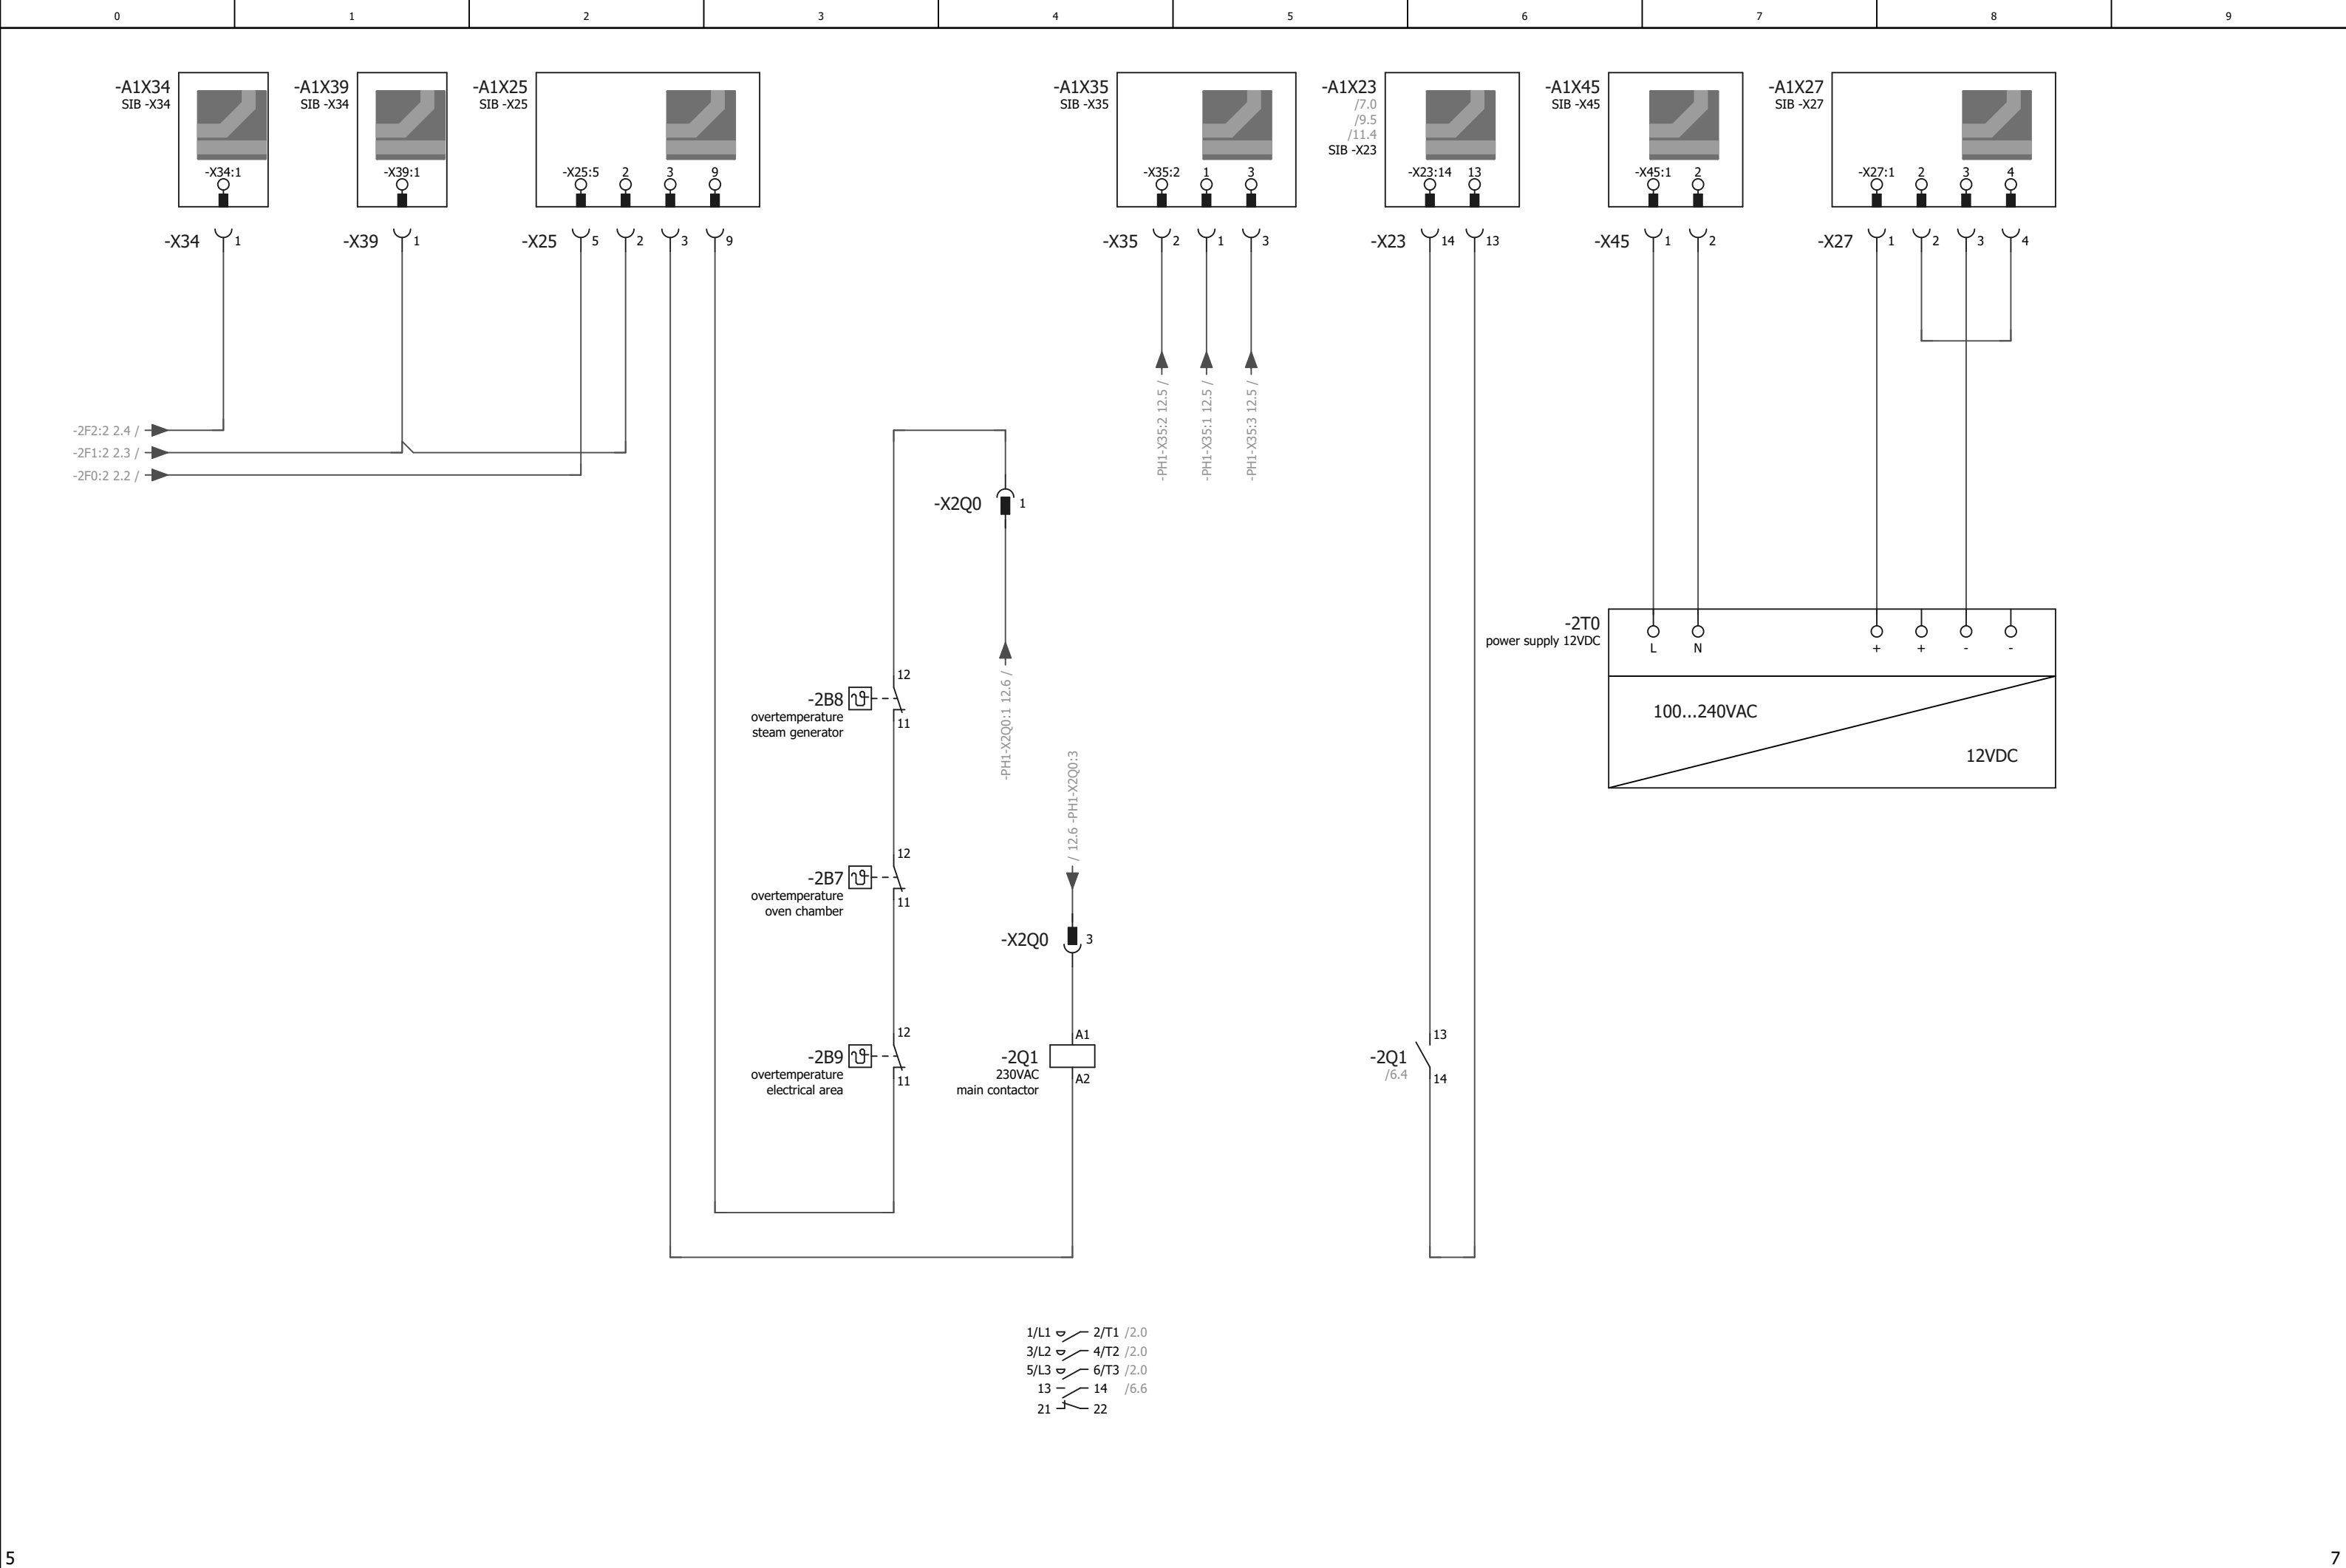 0 1 2 3 4 5 6 7 8 9
-A1X34
SIB -X34
-X34:1
-X34 1
-A1X39
SIB -X34
-X39:1
-X39 1
-A1X25
SIB -X25
-X25:5 2 3 9
-X25 5 2 3 9
-A1X35
SIB -X35
-X35:2 1 3
-X35 2 1 3
-A1X23
/7.0
/9.5
/11.4
SIB -X23
-X23:14 13
-X23 14 13
-A1X45
SIB -X45
-X45:1 2
-X45 1 2
-A1X27
SIB -X27
-X27:1 2 3 4
-X27 1 2 3 4
-2F2:2 2.4 /
-2F1:2 2.3 /
-2F0:2 2.2 /
-PH1-X35:2 12.5 /
-PH1-X35:1 12.5 /
-PH1-X35:3 12.5 /
-X2Q0 1
-PH1-X2Q0:1 12.6 /
12
-2B8
overtemperature
steam generator
11
/ 12.6 -PH1-X2Q0:3
12
-2B7
overtemperature
oven chamber
11
-X2Q0 3
12
-2B9
overtemperature
electrical area
11
A1
-2Q1
230VAC
main contactor
A2
13
-2Q1
/6.4
14
-2T0
power supply 12VDC
L N + + - -
100...240VAC
12VDC
1/L1 2/T1 /2.0
3/L2 4/T2 /2.0
5/L3 6/T3 /2.0
13 14 /6.6
21 22
5
7